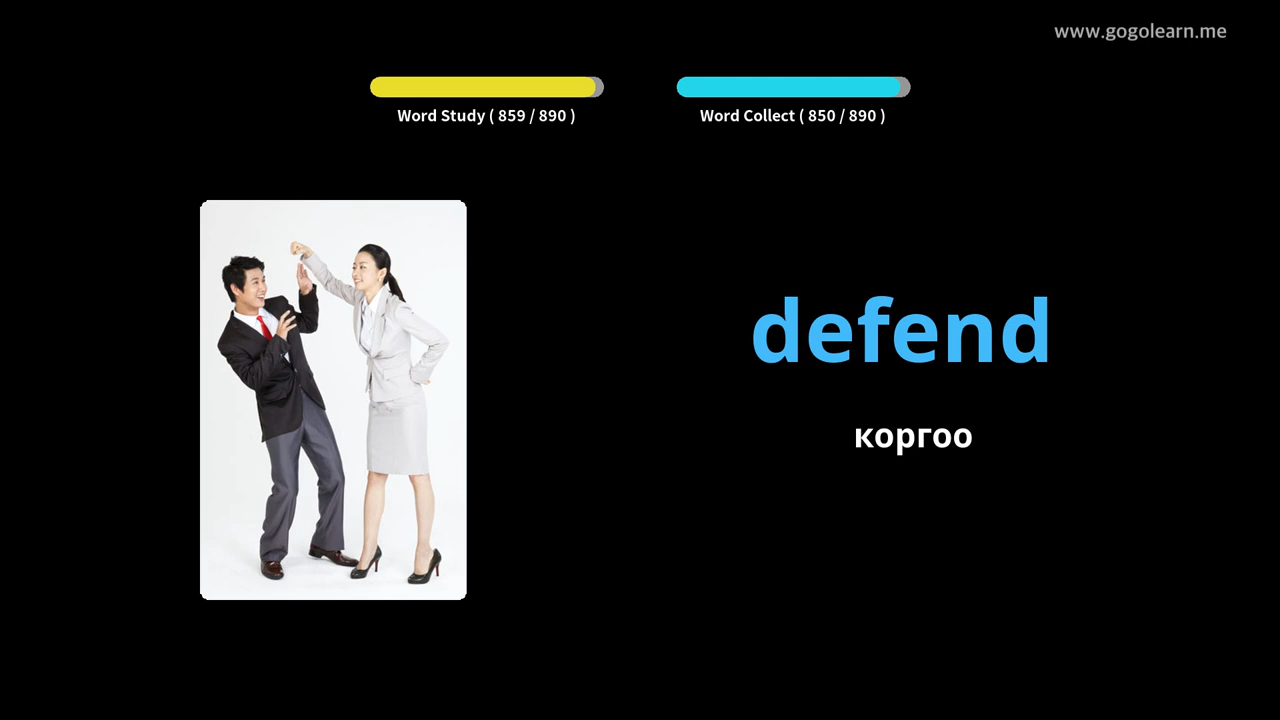 www.gogolearn.me
Word Study ( 859 / 890 )
Word Collect ( 850 / 890 )
defend
коргоо